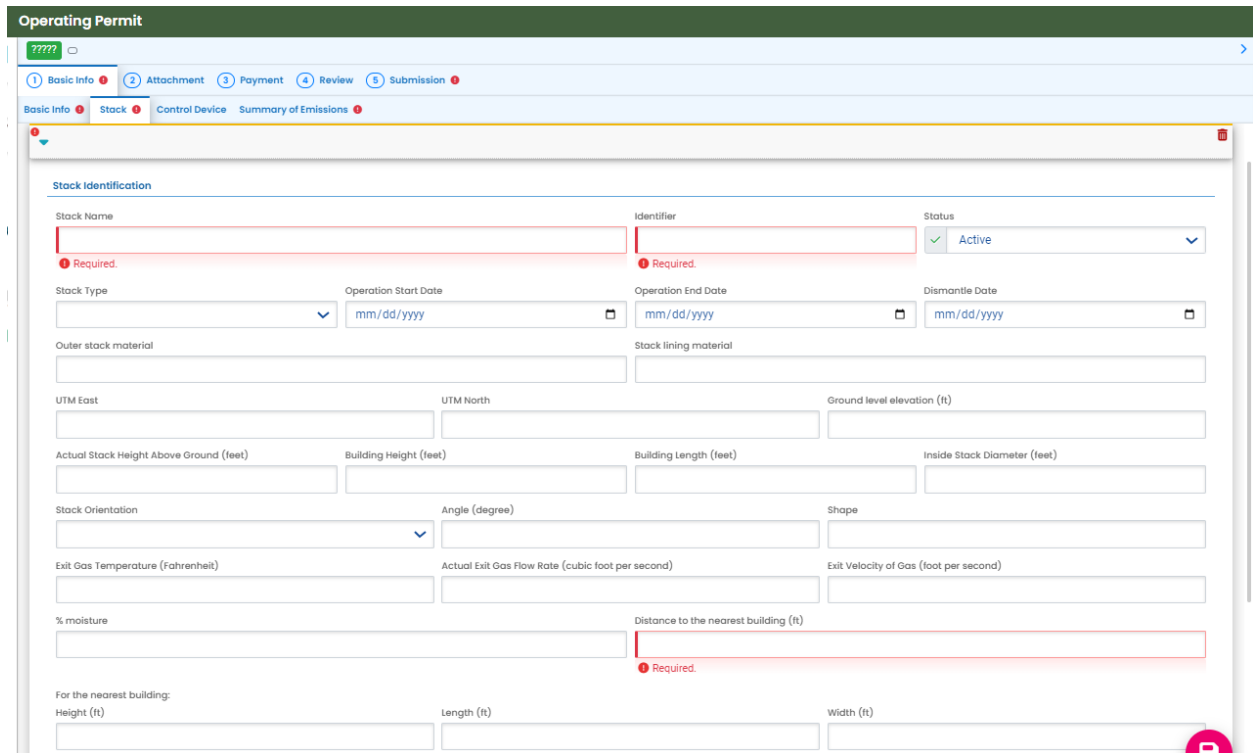 Operating Permit
?????
1 Basic Info 2 Attachment 3 Payment 4 Review 5 Submission
Basic Info Stack Control Device Summary of Emissions
Stack Identification
Stack Name Identifier Status
Active
Required. Required.
Stack Type Operation Start Date Operation End Date Dismantle Date
mm/dd/yyyy mm/dd/yyyy mm/dd/yyyy
Outer stack material Stack lining material
UTM East UTM North Ground level elevation (ft)
Actual Stack Height Above Ground (feet) Building Height (feet) Building Length (feet) Inside Stack Diameter (feet)
Stack Orientation Angle (degree) Shape
Exit Gas Temperature (Fahrenheit) Actual Exit Gas Flow Rate (cubic foot per second) Exit Velocity of Gas (foot per second)
% moisture Distance to the nearest building (ft)
Required.
For the nearest building:
Height (ft) Length (ft) Width (ft)